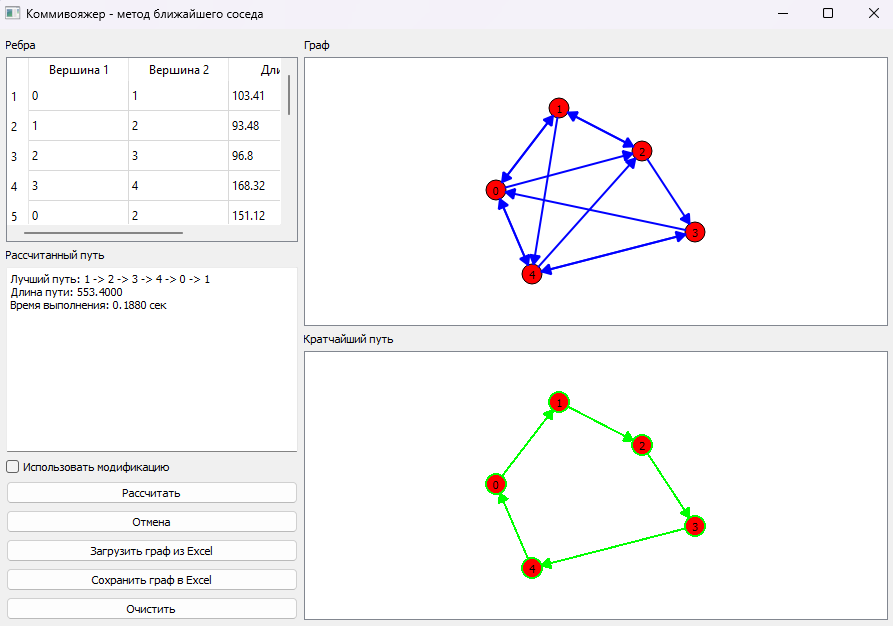 Коммивояжер - метод ближайшего соседа
Ребра
Вершина 1 Вершина 2 Дли
1 0 1 103.41
2 1 2 93.48
3 2 3 96.8
4 3 4 168.32
5 0 2 151.12
Рассчитанный путь
Лучший путь: 1 -> 2 -> 3 -> 4 -> 0 -> 1
Длина пути: 553.4000
Время выполнения: 0.1880 сек
Использовать модификацию
Рассчитать
Отмена
Загрузить граф из Excel
Сохранить граф в Excel
Очистить
Граф
1
2
0
3
4
Кратчайший путь
1
2
0
3
4